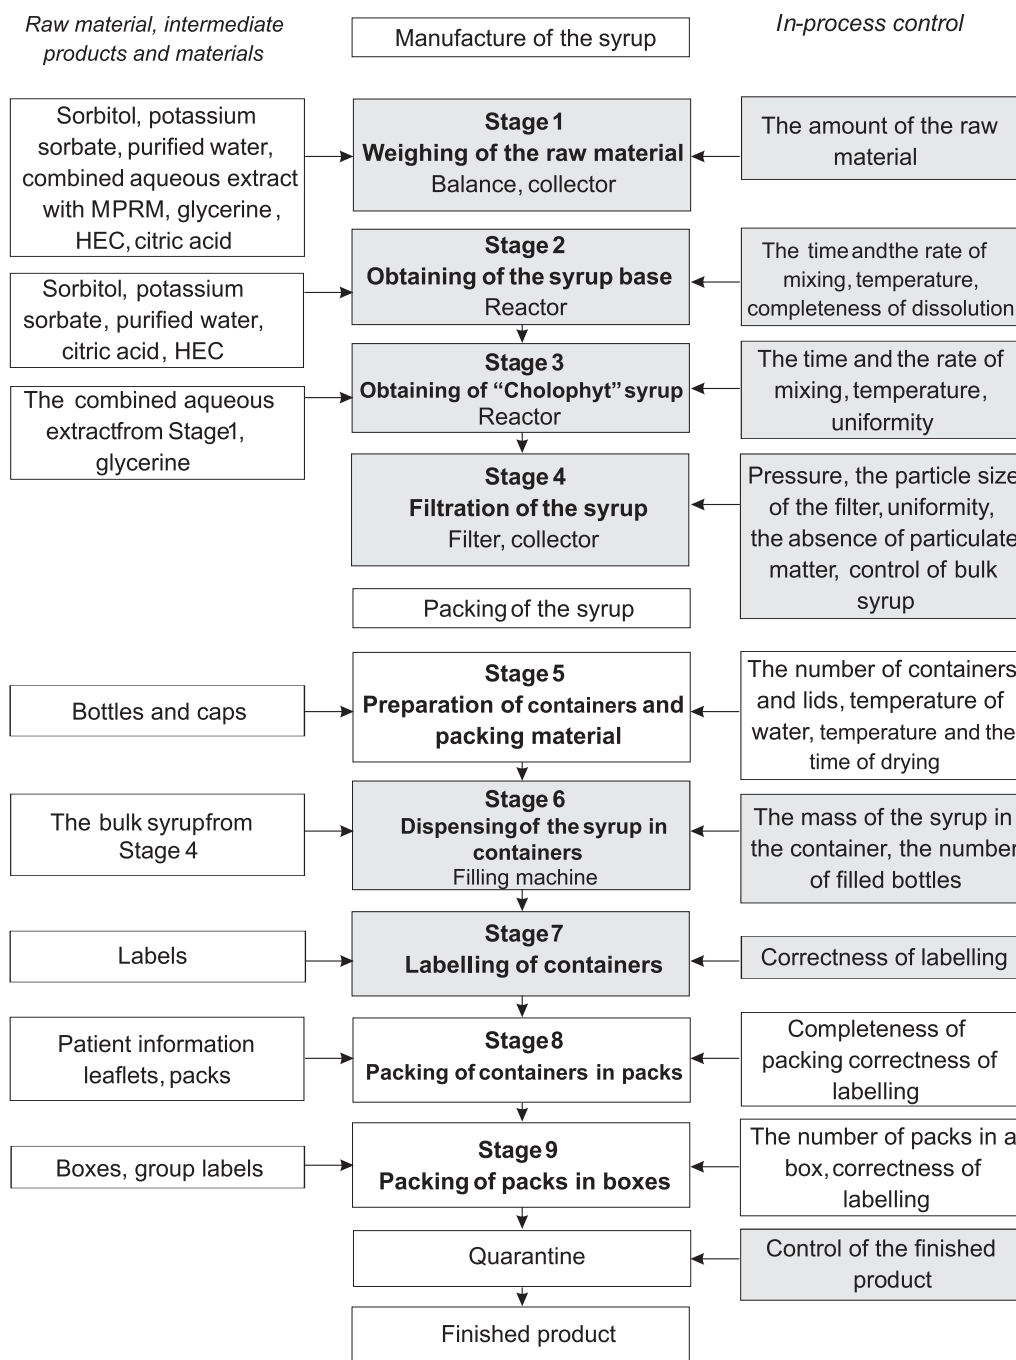 Raw material, intermediate
products and materials
Manufacture of the syrup
In-process control
Sorbitol, potassium
sorbate, purified water,
combined aqueous extract
with MPRM, glycerine,
HEC, citric acid
Stage 1
Weighing of the raw material
Balance, collector
The amount of the raw
material
Sorbitol, potassium
sorbate, purified water,
citric acid, HEC
Stage 2
Obtaining of the syrup base
Reactor
The time and the rate of
mixing, temperature,
completeness of dissolution
The combined aqueous
extract from Stage 1,
glycerine
Stage 3
Obtaining of “Cholophyt” syrup
Reactor
The time and the rate of
mixing, temperature,
uniformity
Stage 4
Filtration of the syrup
Filter, collector
Pressure, the particle size
of the filter, uniformity,
the absence of particulate
matter, control of bulk
syrup
Packing of the syrup
Bottles and caps
Stage 5
Preparation of containers and
packing material
The number of containers
and lids, temperature of
water, temperature and the
time of drying
The bulk syrup from
Stage 4
Stage 6
Dispensing of the syrup in
containers
Filling machine
The mass of the syrup in
the container, the number
of filled bottles
Labels
Stage 7
Labelling of containers
Correctness of labelling
Patient information
leaflets, packs
Stage 8
Packing of containers in packs
Completeness of
packing correctness of
labelling
Boxes, group labels
Stage 9
Packing of packs in boxes
The number of packs in a
box, correctness of
labelling
Quarantine
Control of the finished
product
Finished product